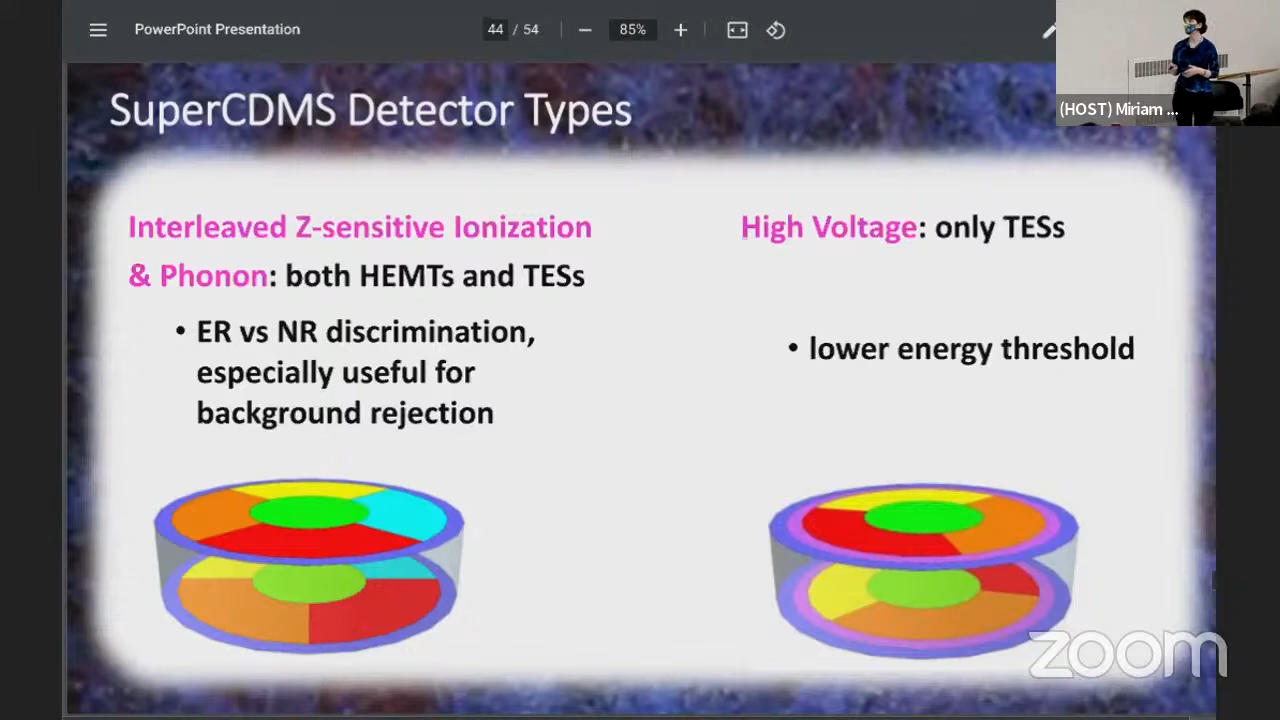 PowerPoint Presentation
44 / 54
85%
(HOST) Miriam ...
SuperCDMS Detector Types
Interleaved Z-sensitive Ionization
& Phonon: both HEMTs and TESs
• ER vs NR discrimination,
especially useful for
background rejection
High Voltage: only TESs
• lower energy threshold
zoom